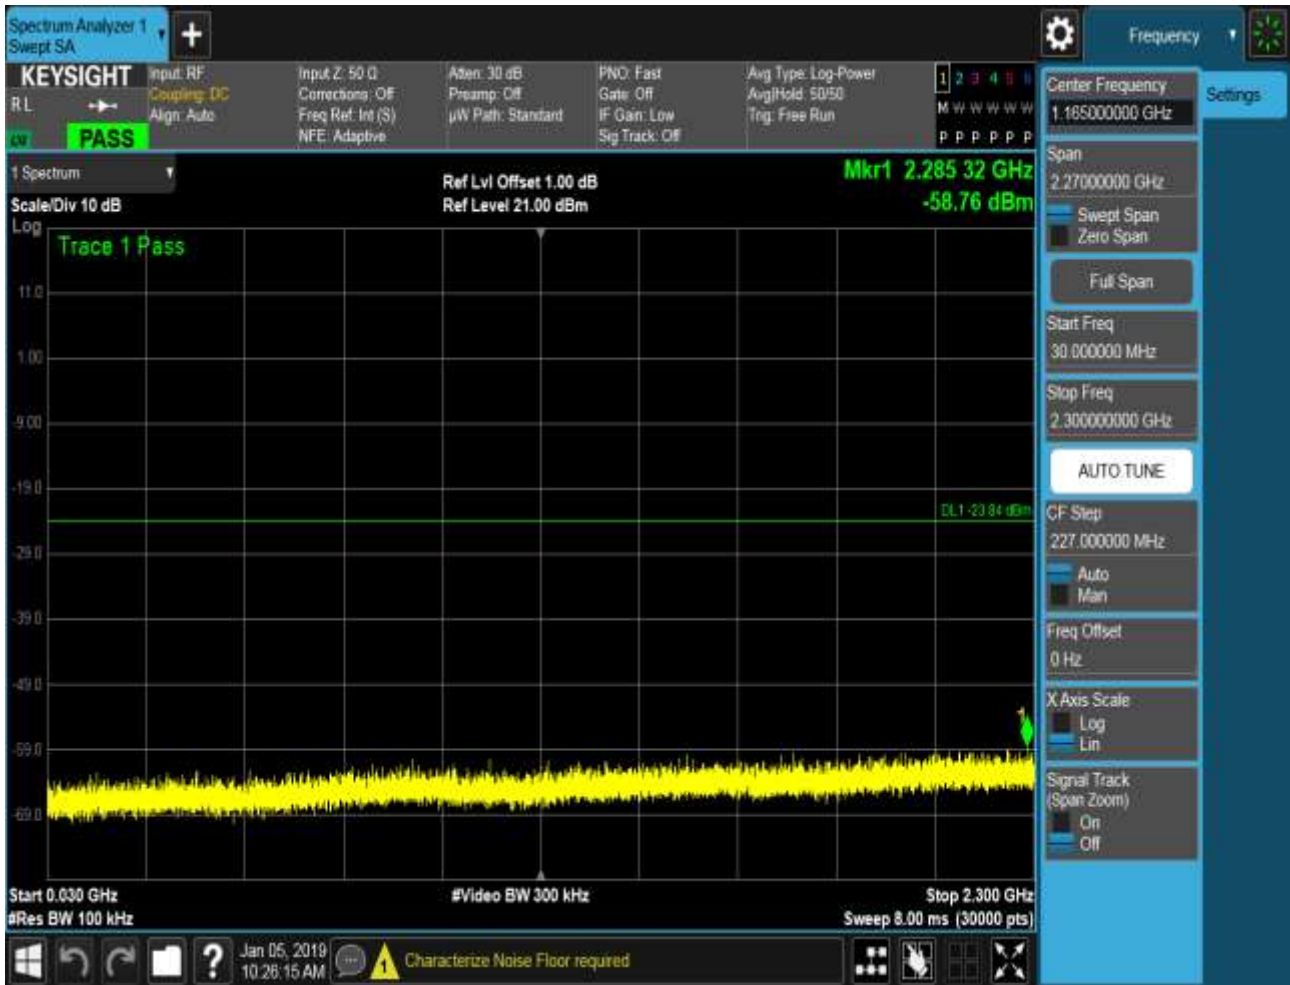 Spectrum Analyzer 1
Swept SA
Frequency
KEYSIGHT
RL
PASS
Input: RF
Coupling: DC
Align: Auto
Input Z: 50 Ω
Corrections: Off
Freq Ref: Int (S)
NFE: Adaptive
Atten: 30 dB
Preamp: Off
µW Path: Standard
PNO: Fast
Gate: Off
IF Gain: Low
Sig Track: Off
Avg Type: Log-Power
Avg|Hold: 50/50
Trig: Free Run
1 2 3 4 5 6
M W W W W W
P P P P P P
1 Spectrum
Scale/Div 10 dB
Ref Lvl Offset 1.00 dB
Ref Level 21.00 dBm
Mkr1 2.285 32 GHz
-58.76 dBm
Log
Trace 1 Pass
11.0
1.00
-9.00
-19.0
DL1 -23.84 dBm
-29.0
-39.0
-49.0
1
-59.0
-69.0
Start 0.030 GHz
#Video BW 300 kHz
Stop 2.300 GHz
#Res BW 100 kHz
Sweep 8.00 ms (30000 pts)
Jan 05, 2019
10:26:15 AM
?
1
Characterize Noise Floor required
Center Frequency
1.165000000 GHz
Settings
Span
2.27000000 GHz
Swept Span
Zero Span
Full Span
Start Freq
30.000000 MHz
Stop Freq
2.300000000 GHz
AUTO TUNE
CF Step
227.000000 MHz
Auto
Man
Freq Offset
0 Hz
X Axis Scale
Log
Lin
Signal Track
(Span Zoom)
On
Off